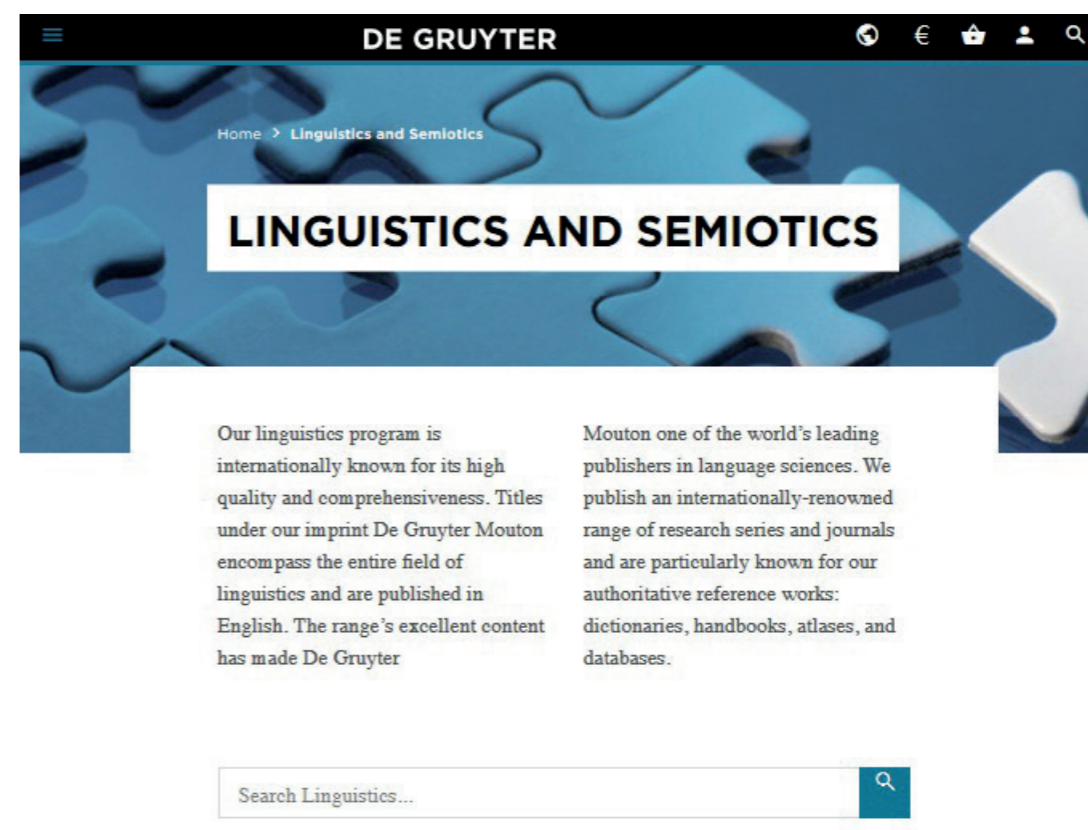 DE GRUYTER
€
Home > Linguistics and Semiotics
LINGUISTICS AND SEMIOTICS
Our linguistics program is
internationally known for its high
quality and comprehensiveness. Titles
under our imprint De Gruyter Mouton
encompass the entire field of
linguistics and are published in
English. The range’s excellent content
has made De Gruyter
Mouton one of the world’s leading
publishers in language sciences. We
publish an internationally-renowned
range of research series and journals
and are particularly known for our
authoritative reference works:
dictionaries, handbooks, atlases, and
databases.
Search Linguistics...